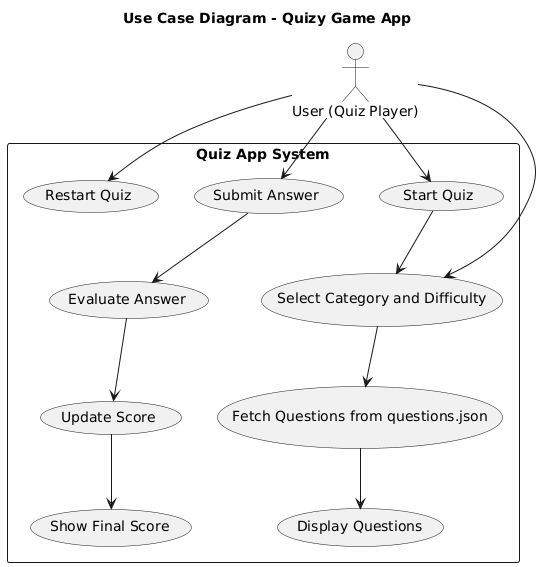 Use Case Diagram - Quizy Game App
User (Quiz Player)
Quiz App System
Restart Quiz
Submit Answer
Start Quiz
Evaluate Answer
Select Category and Difficulty
Update Score
Fetch Questions from questions.json
Show Final Score
Display Questions